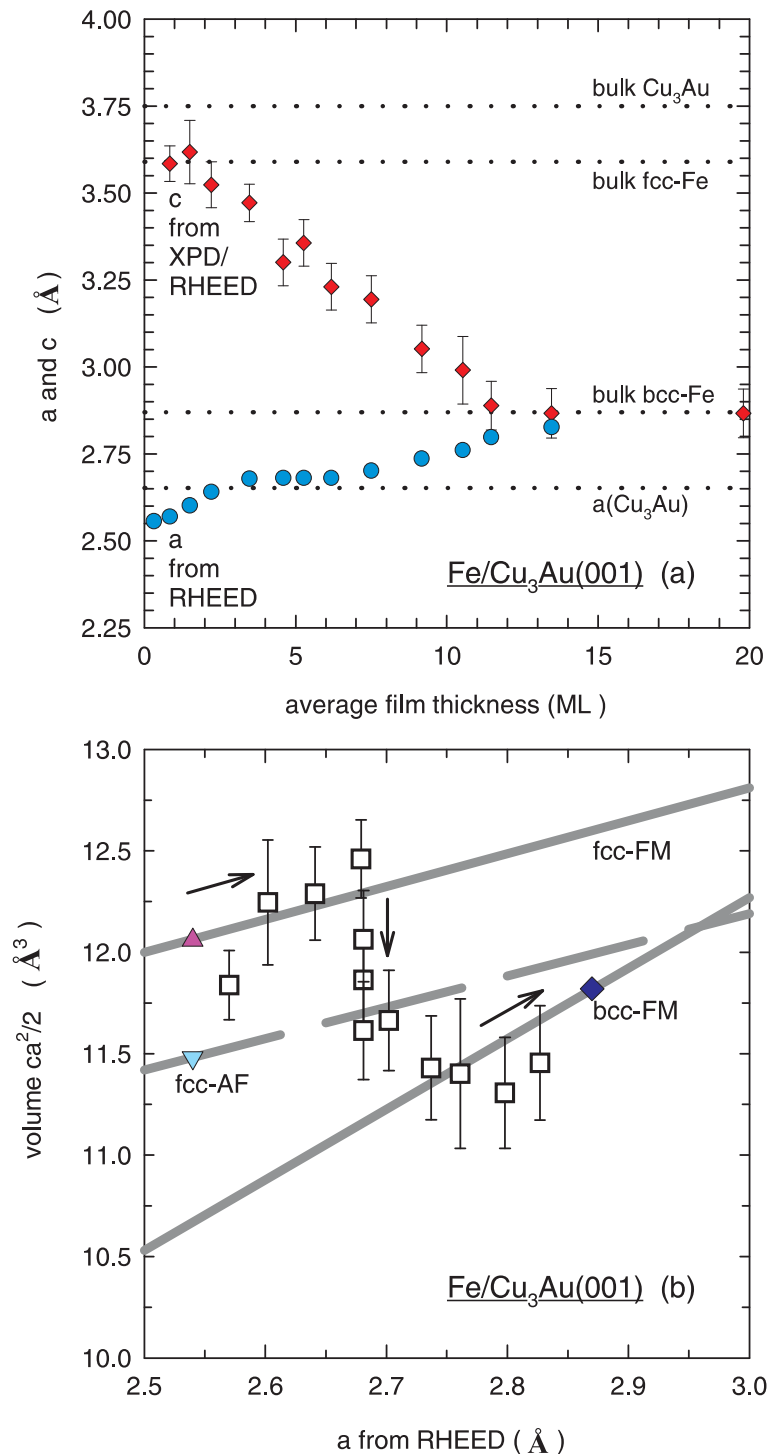 4.00
bulk Cu₃Au
3.75
bulk fcc-Fe
3.50
c
from
XPD/
RHEED
3.25
a and c (Å)
3.00
bulk bcc-Fe
2.75
a(Cu₃Au)
a
from
RHEED
2.50
Fe/Cu₃Au(001) (a)
2.25
0 5 10 15 20
average film thickness (ML )
13.0
12.5
fcc-FM
12.0
volume ca²/2 ( Å³ )
bcc-FM
11.5
fcc-AF
11.0
10.5
Fe/Cu₃Au(001) (b)
10.0
2.5 2.6 2.7 2.8 2.9 3.0
a from RHEED ( Å )